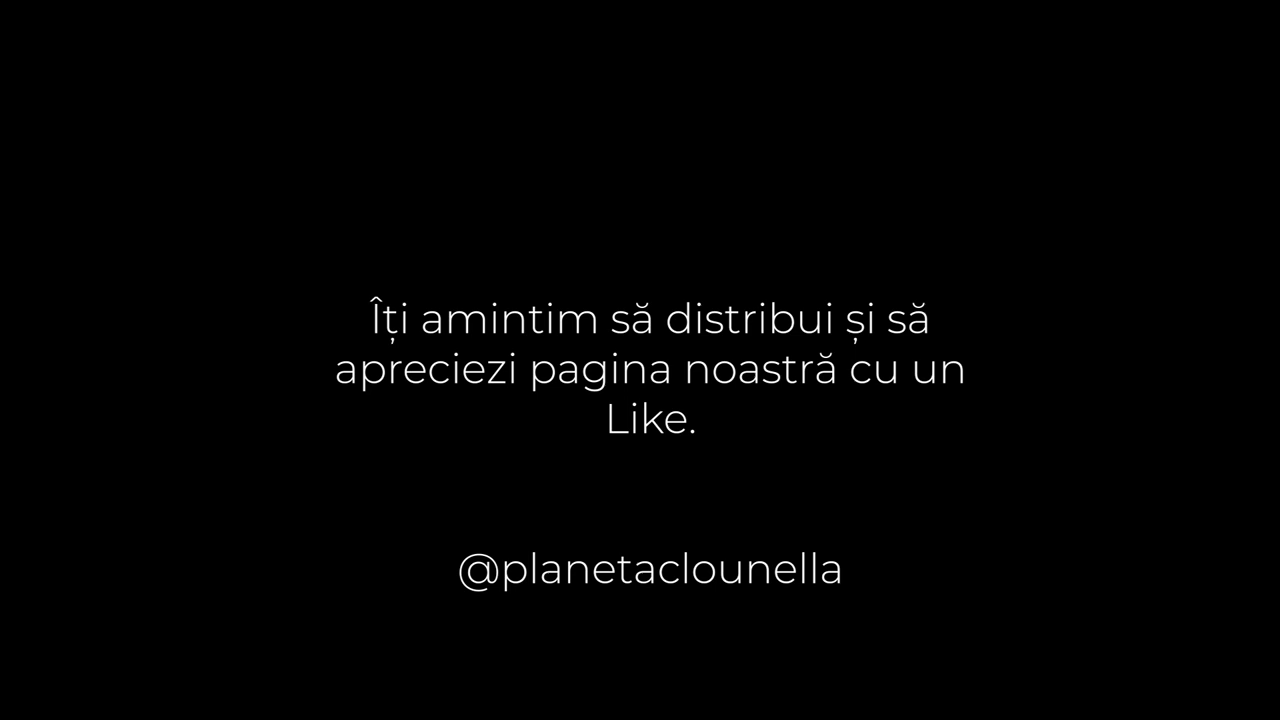 Îți amintim să distribui și să
apreciezi pagina noastră cu un
Like.
@planetaclounella